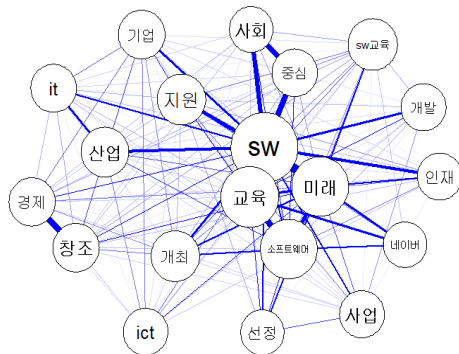 사회
기업
sw교육
중심
it
지원
개발
sw
산업
인재
미래
교육
경제
창조
개최
소프트웨어
네이버
사업
ict
선정